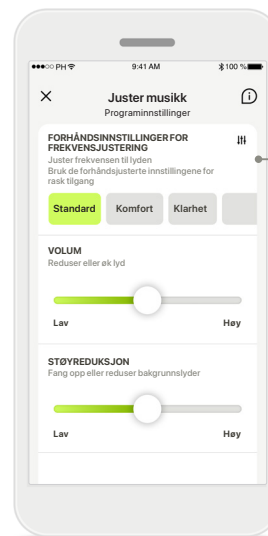 PH 9:41 AM 100 %
Juster musikk
Programinnstillinger
FORHÅNDSINNSTILLINGER FOR
FREKVENSJUSTERING
Juster frekvensen til lyden
Bruk de forhåndsjusterte innstillingene for
rask tilgang
Standard Komfort Klarhet
VOLUM
Reduser eller øk lyd
Lav Høy
STØYREDUKSJON
Fang opp eller reduser bakgrunnslyder
Lav Høy